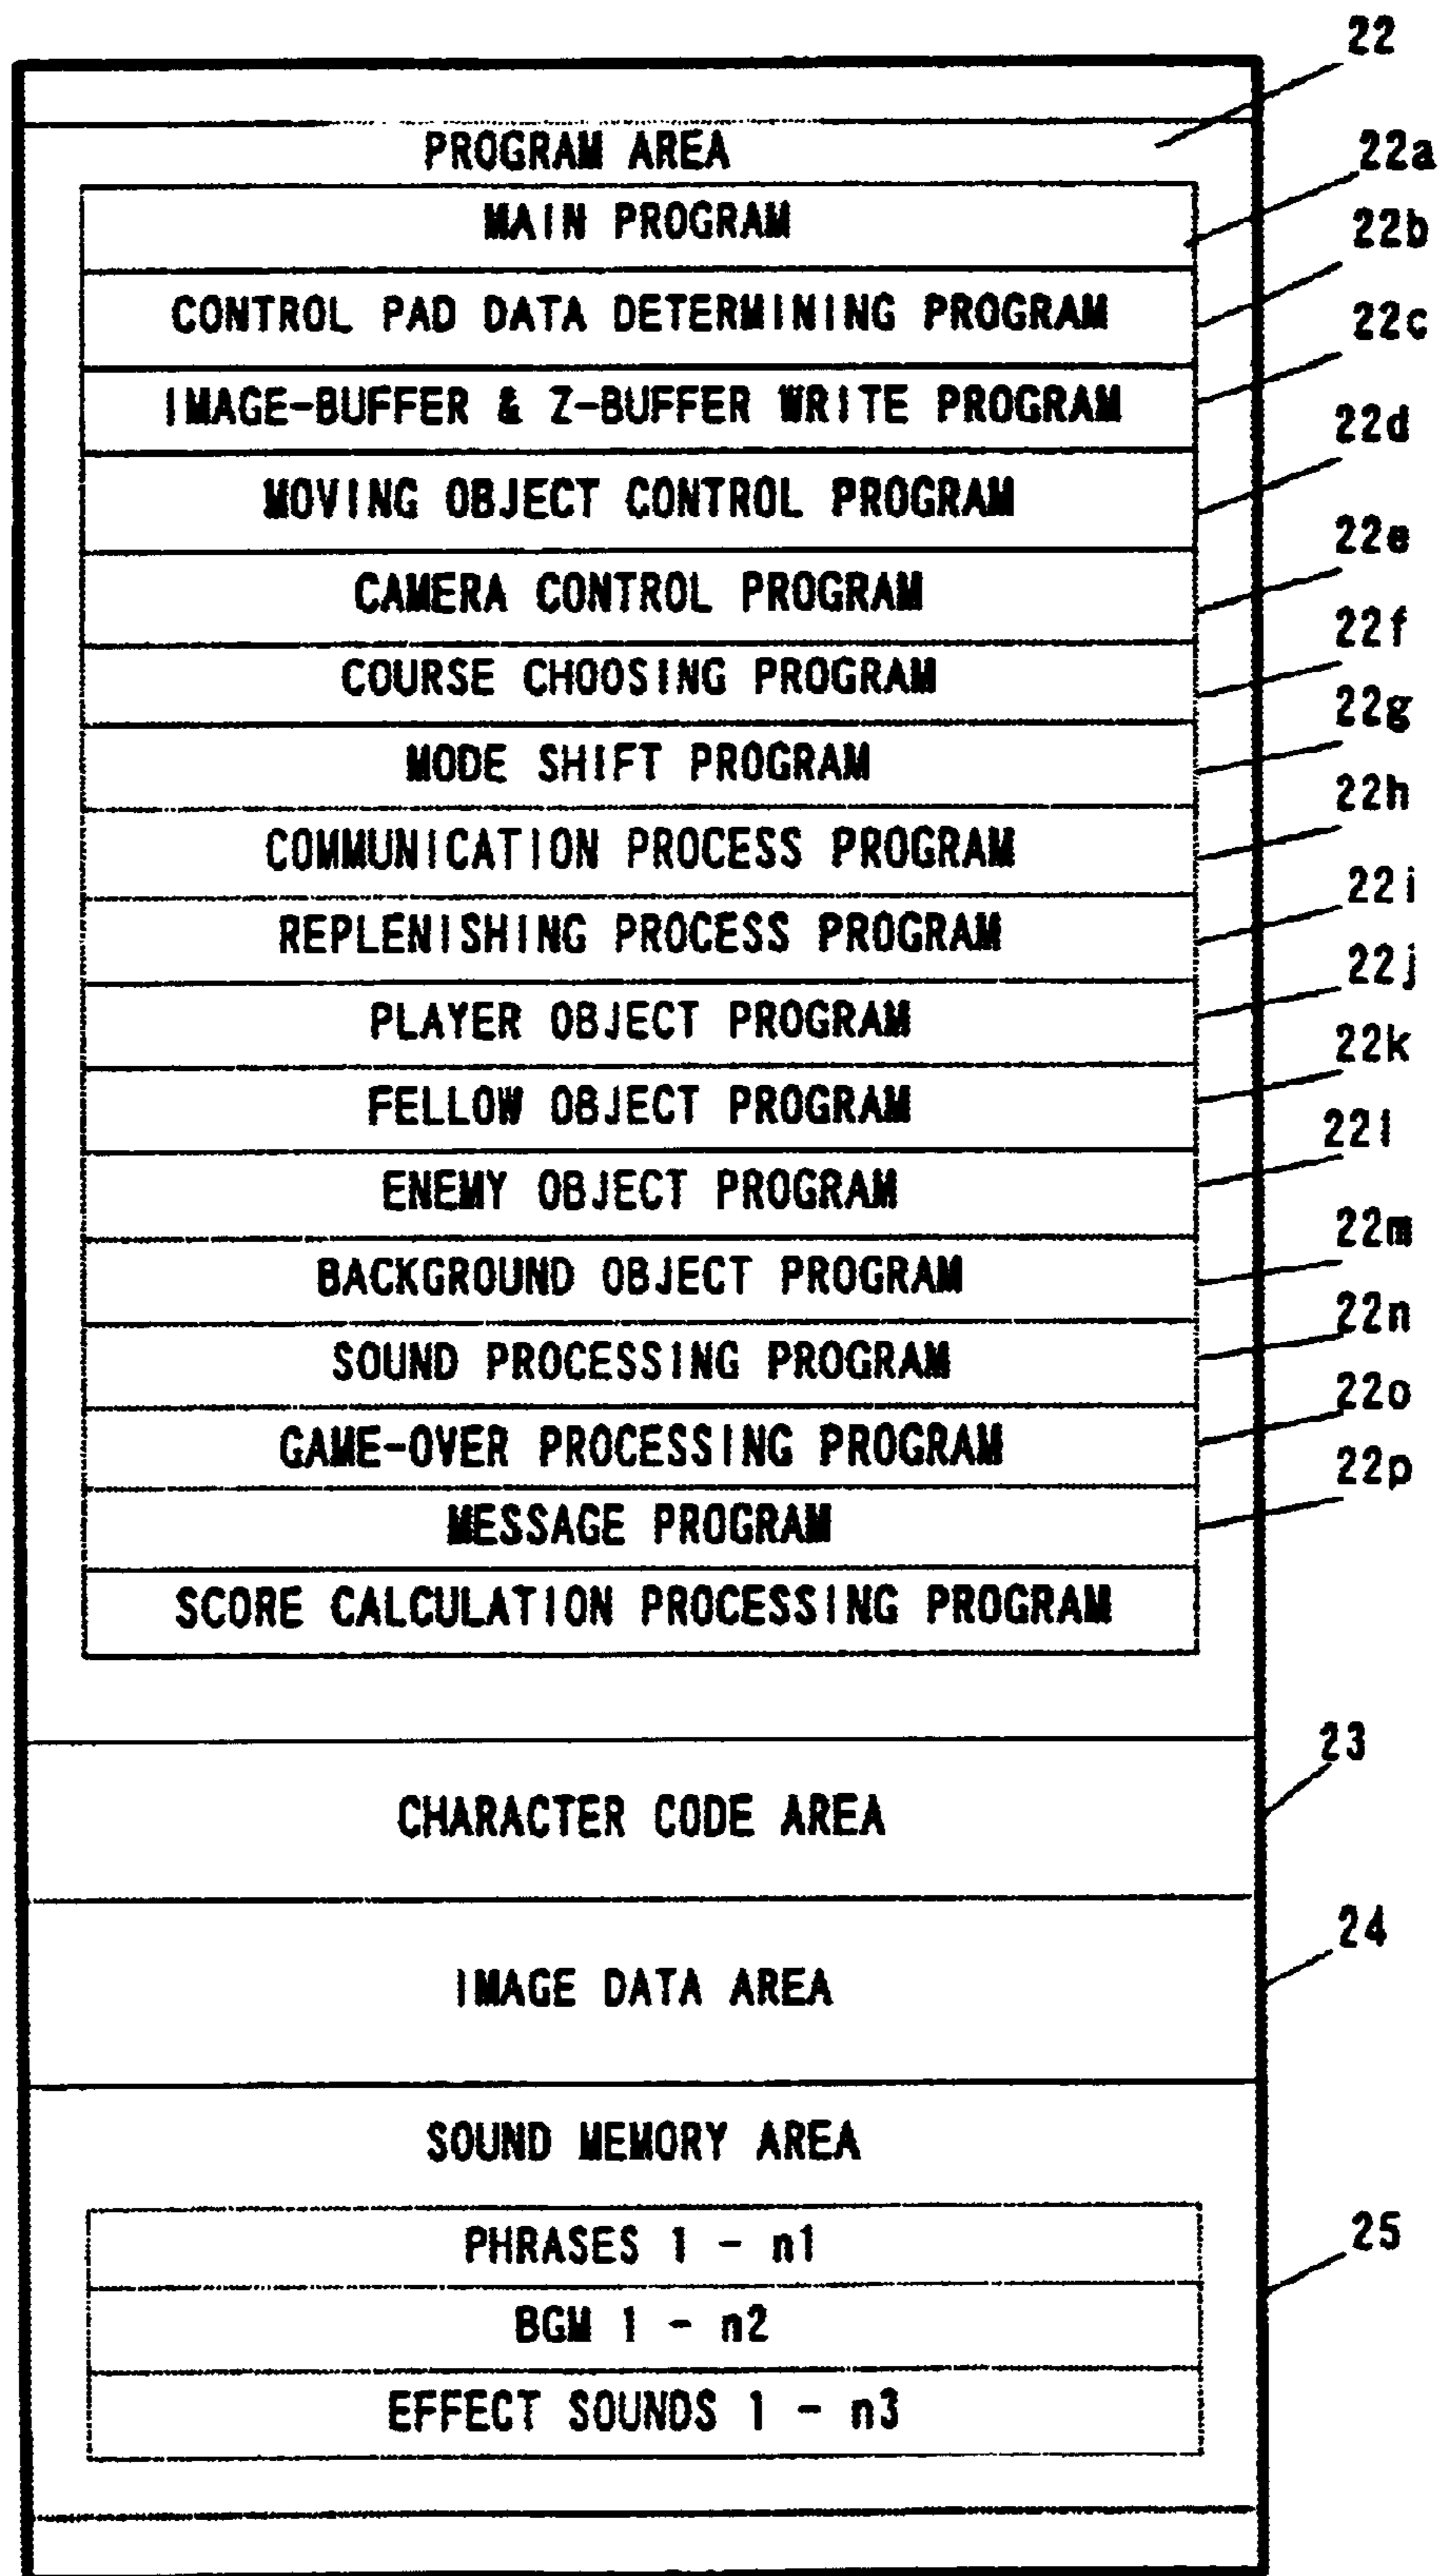 22
PROGRAM AREA
22a
MAIN PROGRAM
22b
CONTROL PAD DATA DETERMINING PROGRAM
22c
IMAGE-BUFFER & Z-BUFFER WRITE PROGRAM
22d
MOVING OBJECT CONTROL PROGRAM
22e
CAMERA CONTROL PROGRAM
22f
COURSE CHOOSING PROGRAM
22g
MODE SHIFT PROGRAM
22h
COMMUNICATION PROCESS PROGRAM
22i
REPLENISHING PROCESS PROGRAM
22j
PLAYER OBJECT PROGRAM
22k
FELLOW OBJECT PROGRAM
22l
ENEMY OBJECT PROGRAM
22m
BACKGROUND OBJECT PROGRAM
22n
SOUND PROCESSING PROGRAM
22o
GAME-OVER PROCESSING PROGRAM
22p
MESSAGE PROGRAM
SCORE CALCULATION PROCESSING PROGRAM
23
CHARACTER CODE AREA
24
IMAGE DATA AREA
SOUND MEMORY AREA
25
PHRASES 1 - n1
BGM 1 - n2
EFFECT SOUNDS 1 - n3